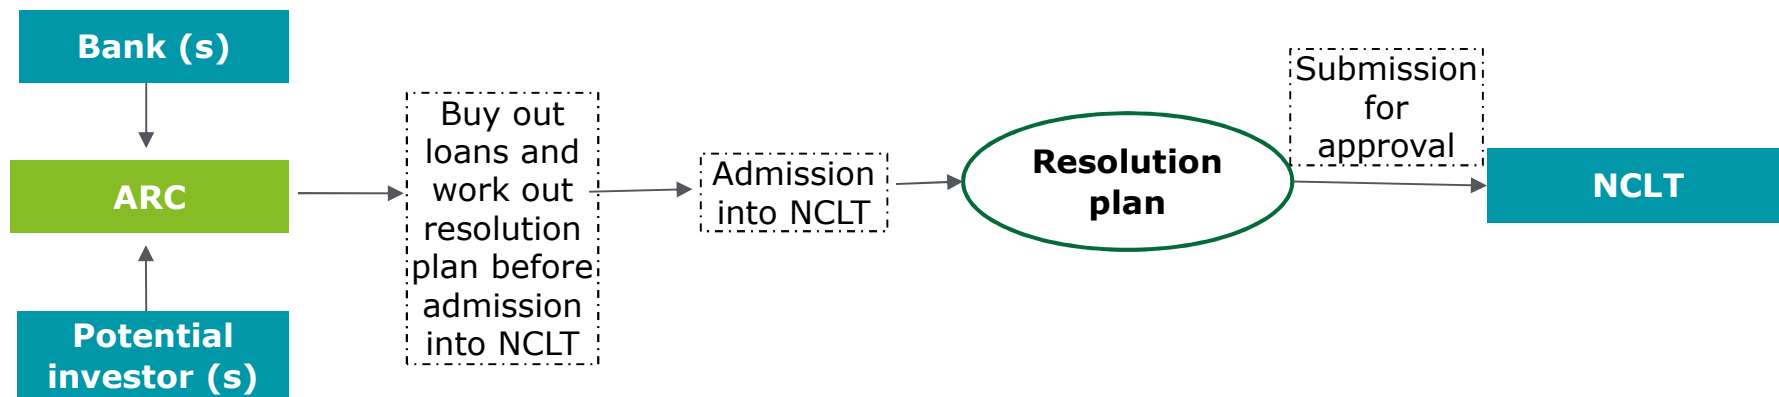 Bank (s)
ARC
Potential
investor (s)
Buy out
loans and
work out
resolution
plan before
admission
into NCLT
Admission
into NCLT
Resolution
plan
Submission
for
approval
NCLT